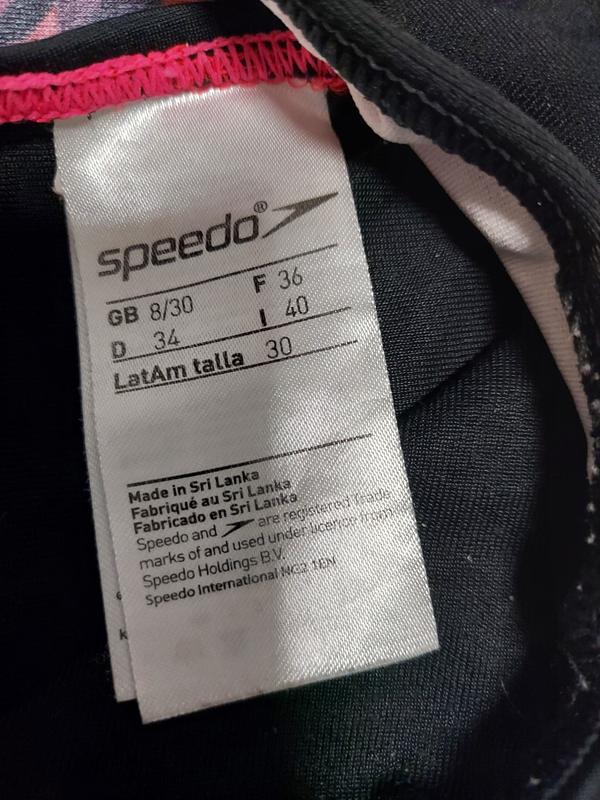 speedo®
GB 8/30 F 36
D 34 I 40
LatAm talla 30
Made in Sri Lanka
Fabriqué au Sri Lanka
Fabricado en Sri Lanka
Speedo and are registered Trade
marks of and used under licence from
Speedo Holdings B.V.
Speedo International NG2 1EN